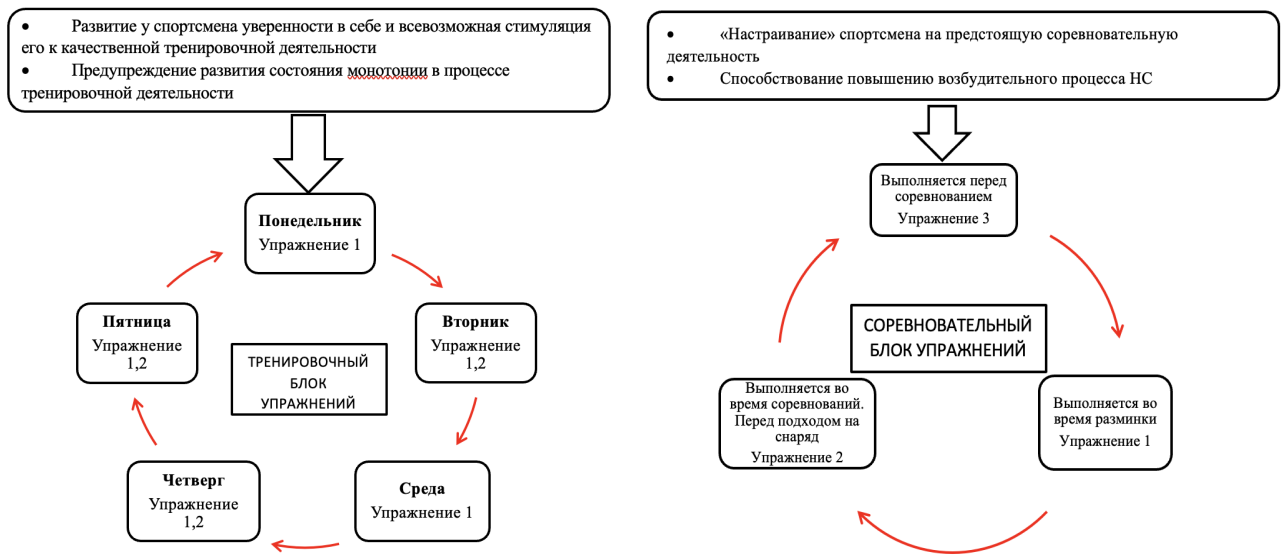 • Развитие у спортсмена уверенности в себе и всевозможная стимуляция
его к качественной тренировочной деятельности
• Предупреждение развития состояния монотонии в процессе
тренировочной деятельности
Понедельник
Упражнение 1
Вторник
Упражнение
1,2
Среда
Упражнение 1
Четверг
Упражнение
1,2
Пятница
Упражнение
1,2
ТРЕНИРОВОЧНЫЙ
БЛОК
УПРАЖНЕНИЙ
• «Настраивание» спортсмена на предстоящую соревновательную
деятельность
• Способствование повышению возбудительного процесса НС
Выполняется перед
соревнованием
Упражнение 3
Выполняется во
время разминки
Упражнение 1
Выполняется во
время соревнований.
Перед подходом на
снаряд
Упражнение 2
СОРЕВНОВАТЕЛЬНЫЙ
БЛОК УПРАЖНЕНИЙ